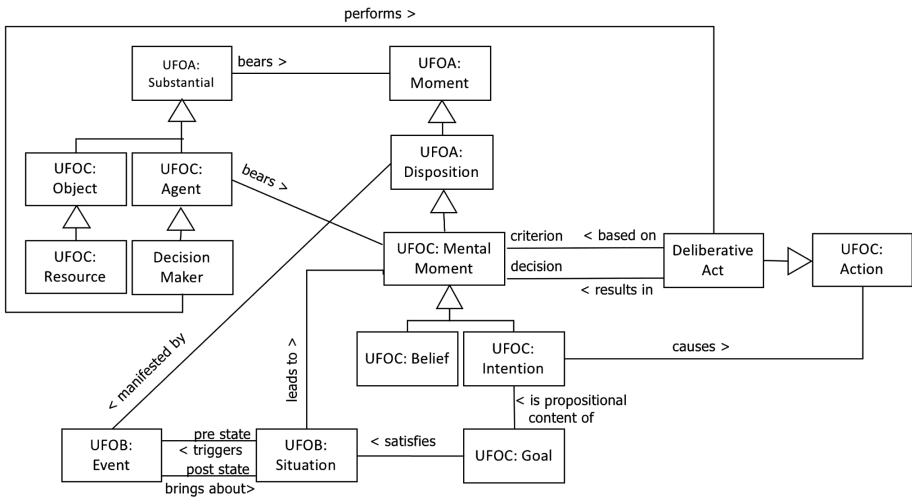 performs >
UFOA:
Substantial
bears >
UFOA:
Moment
UFOC:
Object
UFOC:
Agent
bears >
UFOA:
Disposition
UFOC:
Resource
Decision
Maker
UFOC: Mental
Moment
criterion
< based on
decision
< results in
Deliberative
Act
UFOC:
Action
< manifested by
leads to >
UFOC: Belief
UFOC:
Intention
causes >
< is propositional
content of
UFOB:
Event
pre state
< triggers
post state
brings about>
UFOB:
Situation
< satisfies
UFOC: Goal